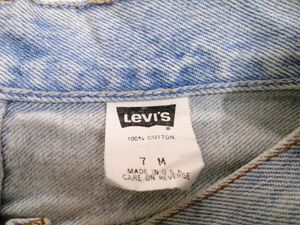 LEVI'S
®
100% COTTON
7 M
MADE IN U.S.A.
CARE ON REVERSE